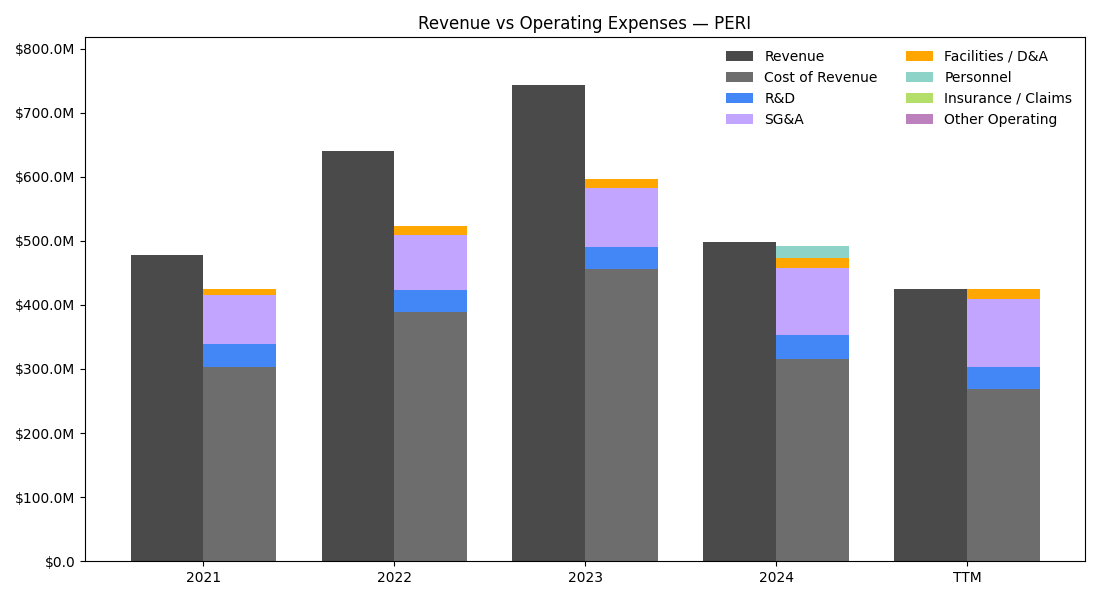 Revenue vs Operating Expenses — PERI
$800.0M
$700.0M
$600.0M
$500.0M
$400.0M
$300.0M
$200.0M
$100.0M
$0.0
Revenue
Cost of Revenue
R&D
SG&A
Facilities / D&A
Personnel
Insurance / Claims
Other Operating
2021
2022
2023
2024
TTM